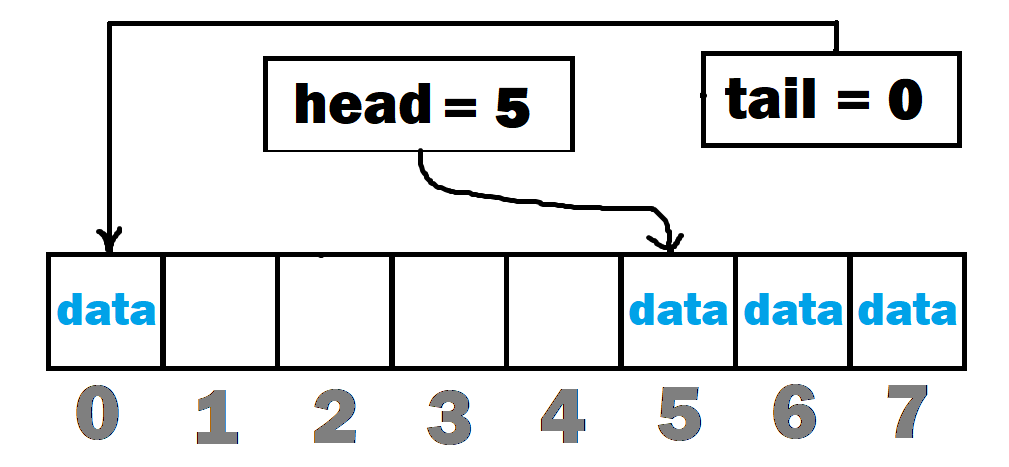 head = 5
tail = 0
data data data data
0 1 2 3 4 5 6 7